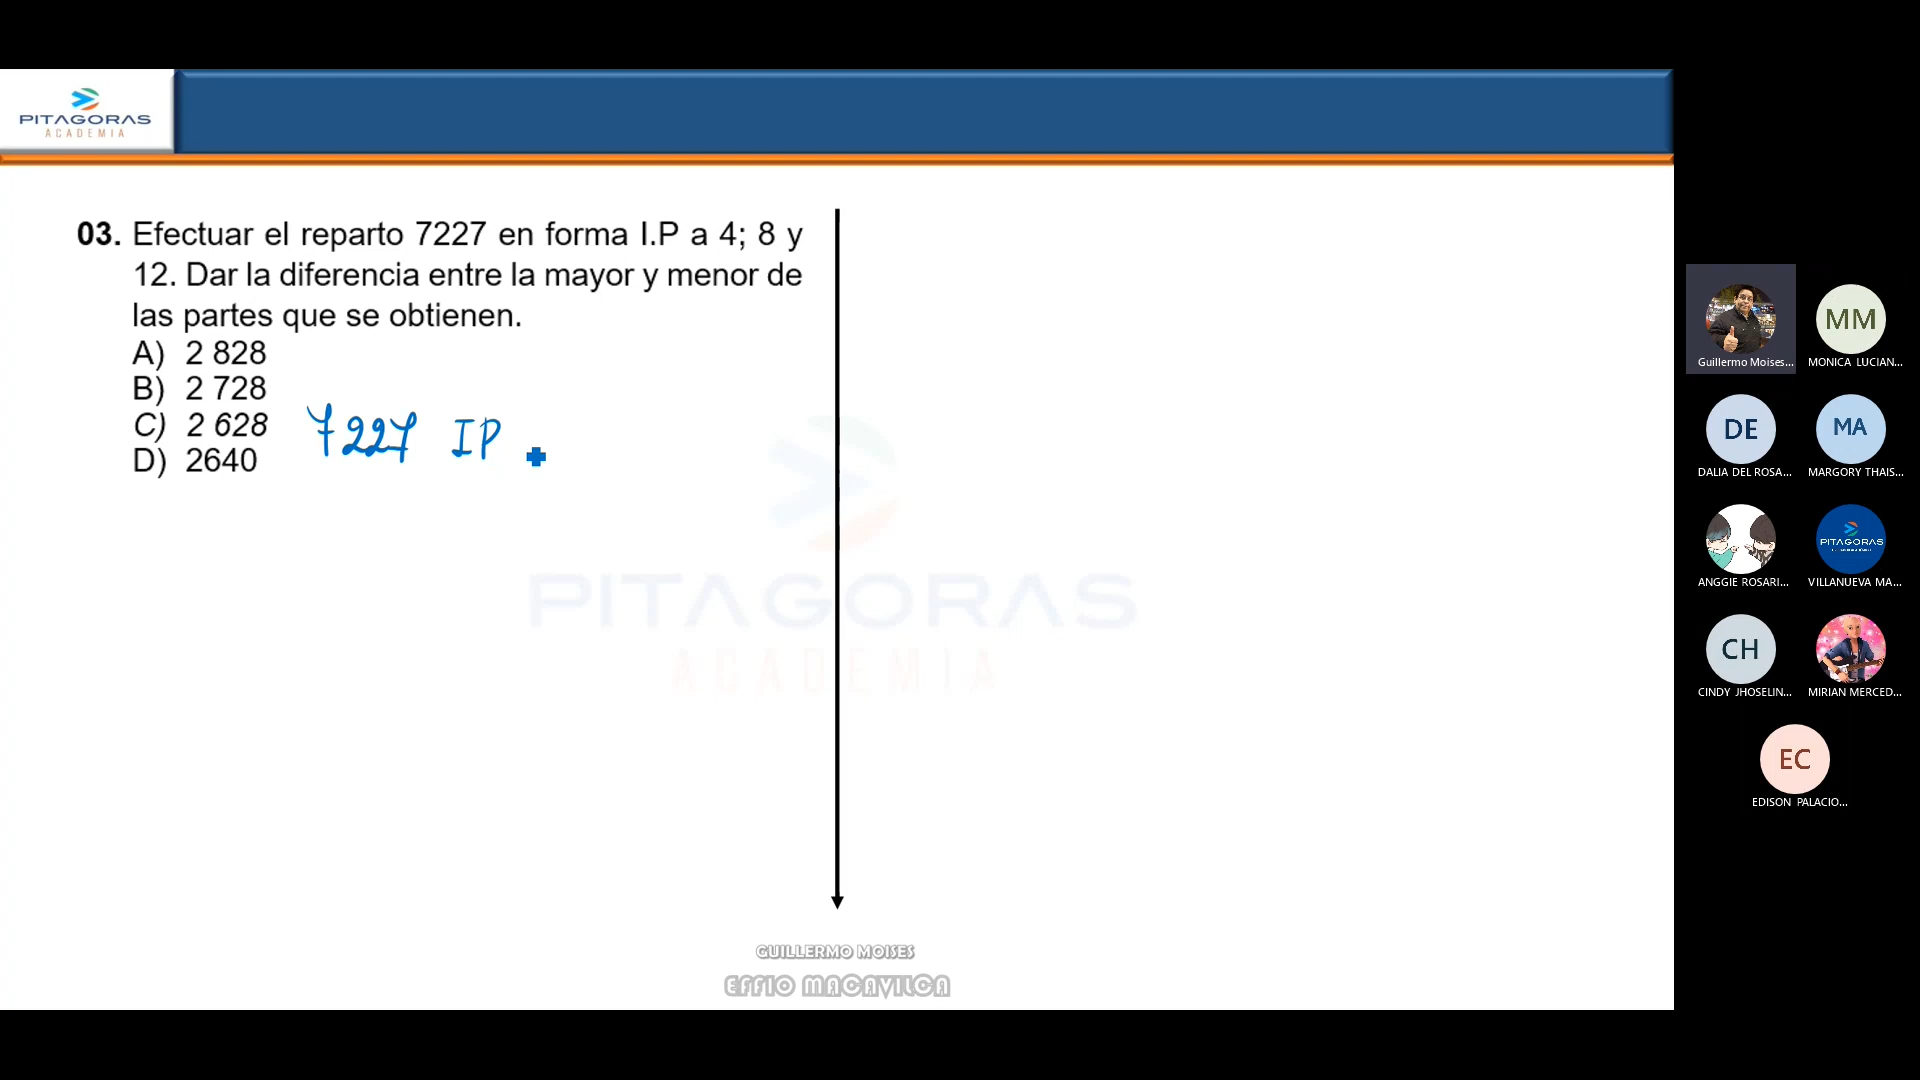 PITAGORAS
ACADEMIA
03. Efectuar el reparto 7227 en forma I.P a 4; 8 y
12. Dar la diferencia entre la mayor y menor de
las partes que se obtienen.
A) 2 828
B) 2 728
C) 2 628
D) 2640
7227 IP
PITAGORAS
ACADEMIA
GUILLERMO MOISES
EFFIO MACAVILCA
Guillermo Moises...
MM
MONICA LUCIAN...
DE
DALIA DEL ROSA...
MA
MARGORY THAIS...
ANGGIE ROSARI...
PITAGORAS
VILLANUEVA MA...
CH
CINDY JHOSELIN...
MIRIAN MERCED...
EC
EDISON PALACIO...